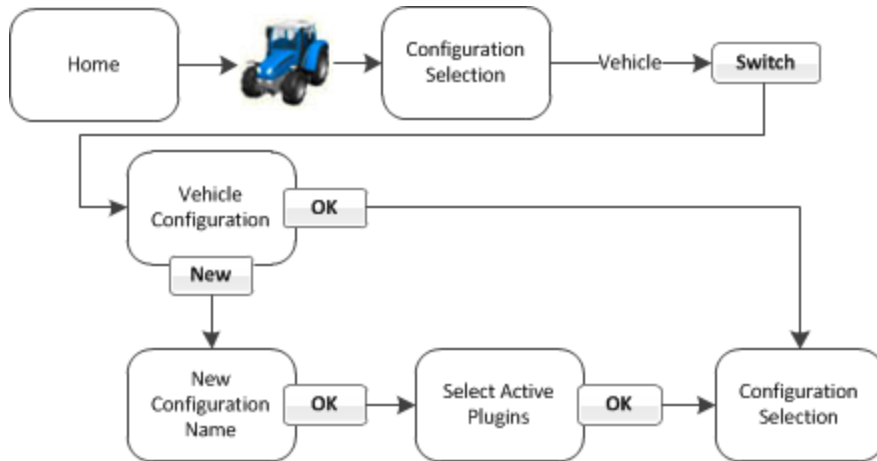 Home
Configuration
Selection
Vehicle
Switch
Vehicle
Configuration
OK
New
New
Configuration
Name
OK
Select Active
Plugins
OK
Configuration
Selection